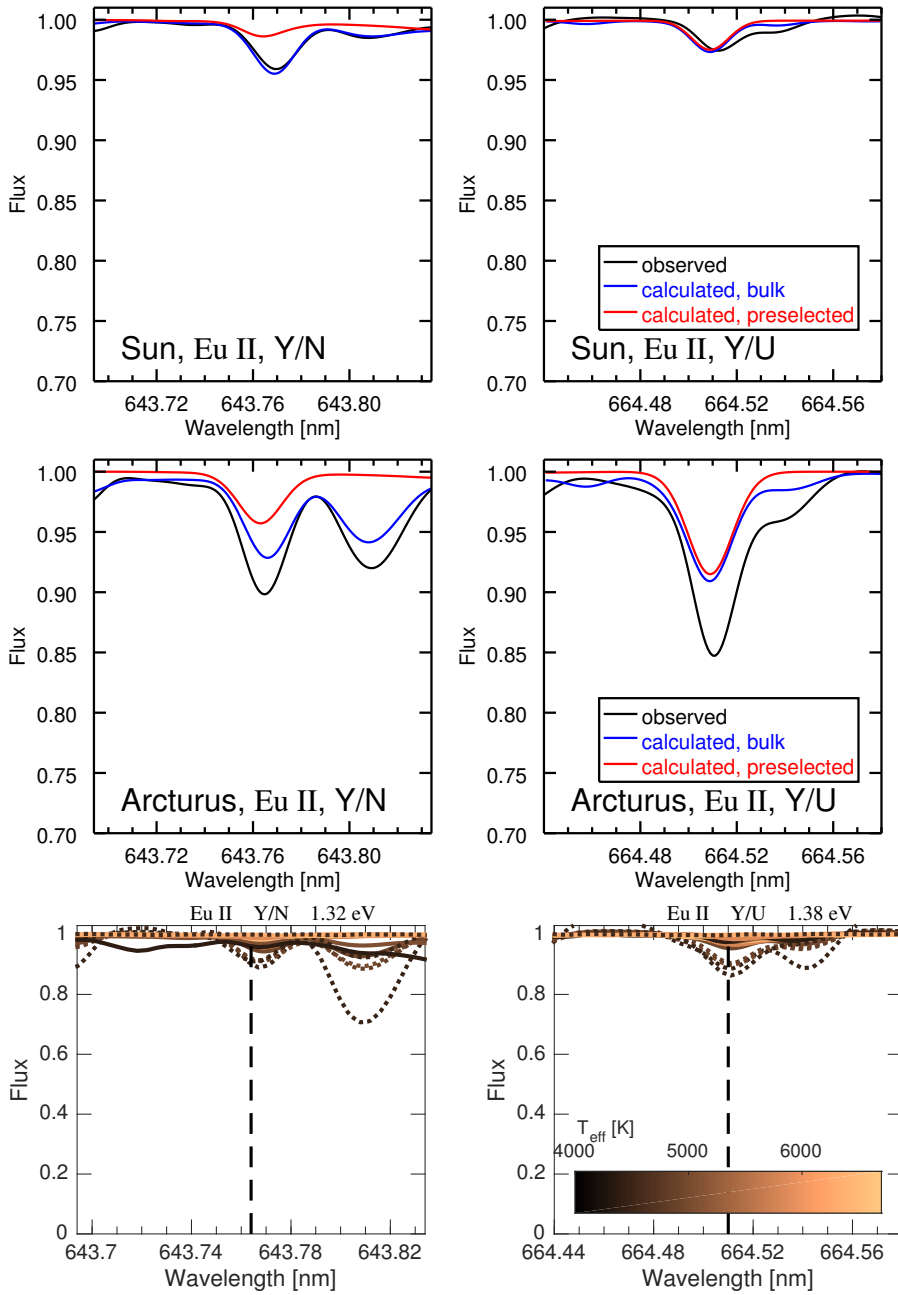 1.00
0.95
0.90
0.85
0.80
0.75
0.70
Flux
Sun, Eu II, Y/N
643.72 643.76 643.80
Wavelength [nm]
1.00
0.95
0.90
0.85
0.80
0.75
0.70
Flux
observed
calculated, bulk
calculated, preselected
Sun, Eu II, Y/U
664.48 664.52 664.56
Wavelength [nm]
1.00
0.95
0.90
0.85
0.80
0.75
0.70
Flux
Arcturus, Eu II, Y/N
643.72 643.76 643.80
Wavelength [nm]
1.00
0.95
0.90
0.85
0.80
0.75
0.70
Flux
observed
calculated, bulk
calculated, preselected
Arcturus, Eu II, Y/U
664.48 664.52 664.56
Wavelength [nm]
Eu II Y/N 1.32 eV
1
0.8
0.6
0.4
0.2
0
Flux
643.7 643.74 643.78 643.82
Wavelength [nm]
Eu II Y/U 1.38 eV
1
0.8
0.6
0.4
0.2
0
Flux
T_eff [K]
4000 5000 6000
664.44 664.48 664.52 664.56
Wavelength [nm]